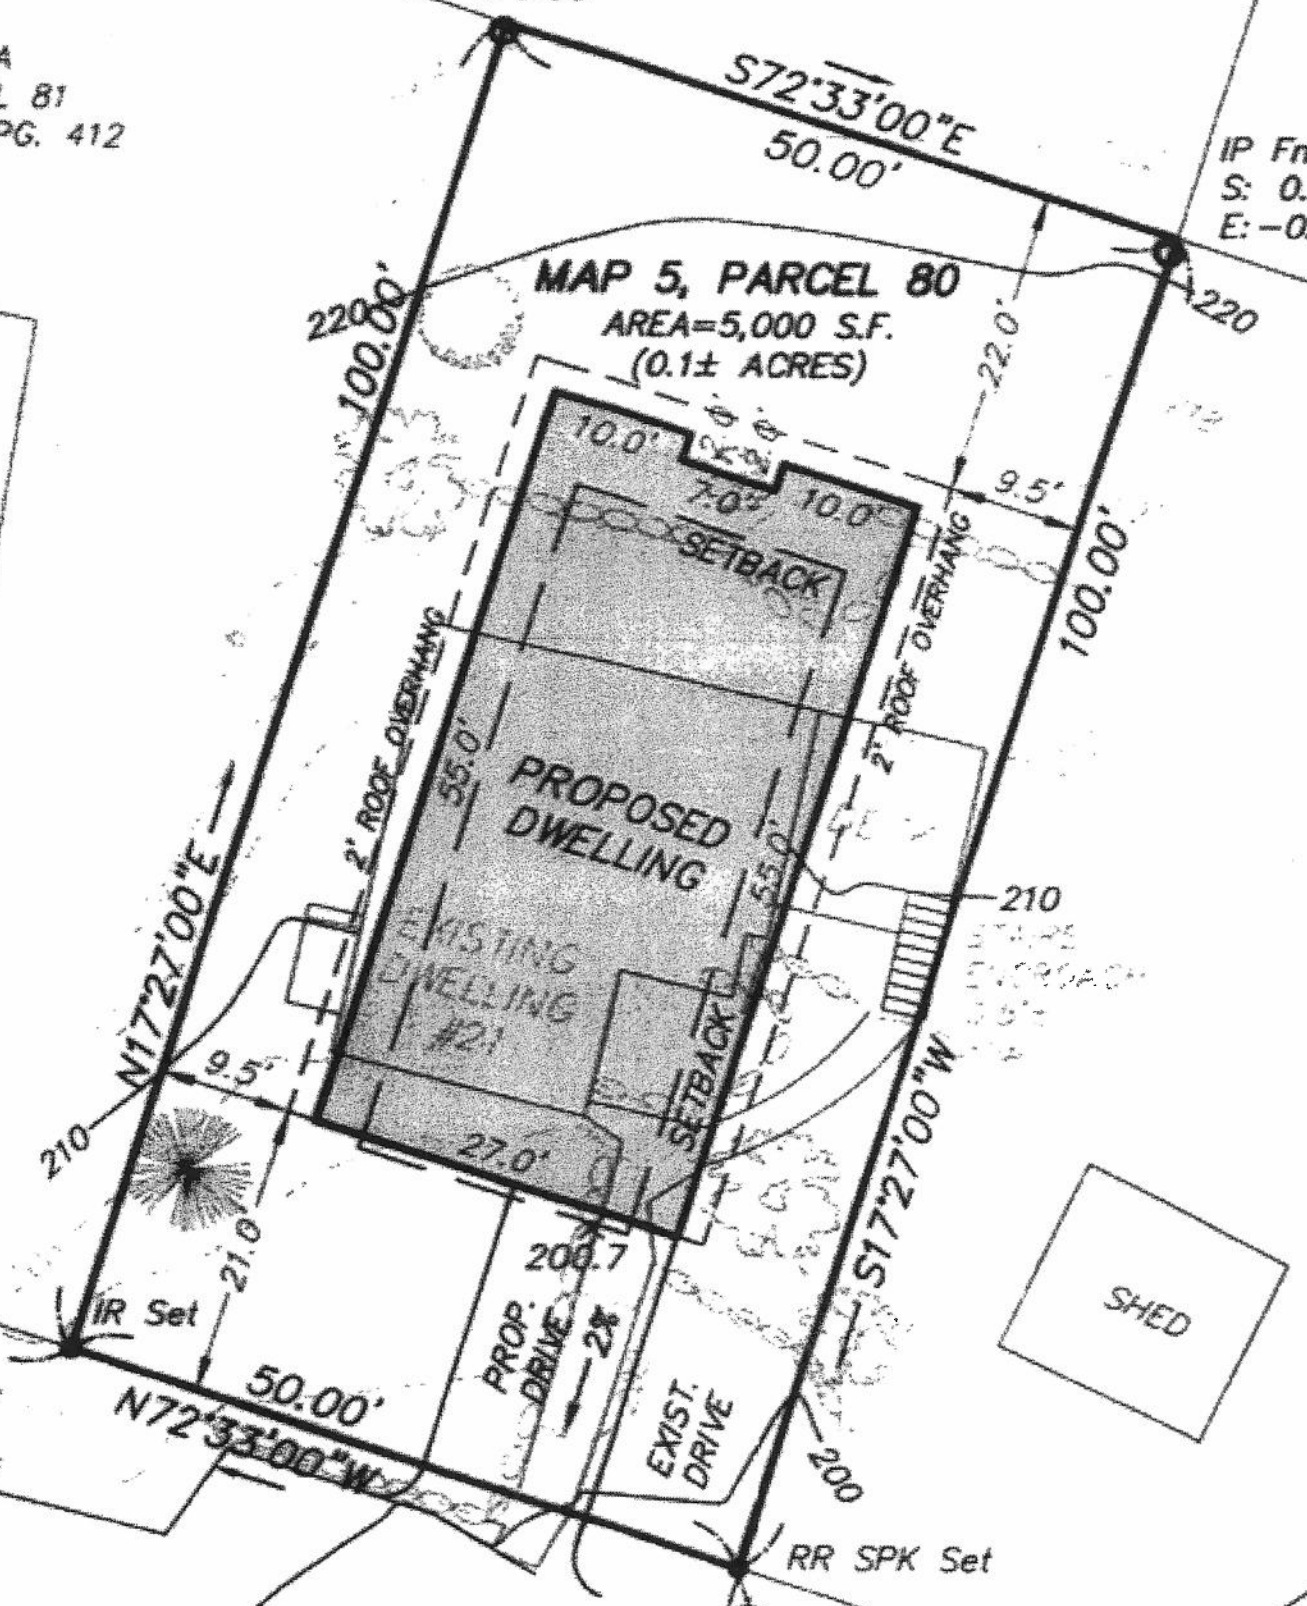 A
L 81
PG. 412
S72°33'00"E
50.00'
IP Fn
S: 0.
E:-0
MAP 5, PARCEL 80
AREA=5,000 S.F.
(0.1± ACRES)
220
100.00'
22.0'
220
10.0'
7.0'
10.0'
9.5'
SETBACK
2' ROOF OVERHANG
2' ROOF OVERHANG
100.00'
55.0'
PROPOSED
DWELLING
55.0'
210
STAIRS
ENCROACH
EXISTING
DWELLING
#21
N17°27'00"E
SETBACK
S17°27'00"W
9.5'
210
27.0'
21.0'
200.7
IR Set
PROP.
DRIVE
2%
SHED
50.00'
N72°33'00"W
EXIST.
DRIVE
200
RR SPK Set